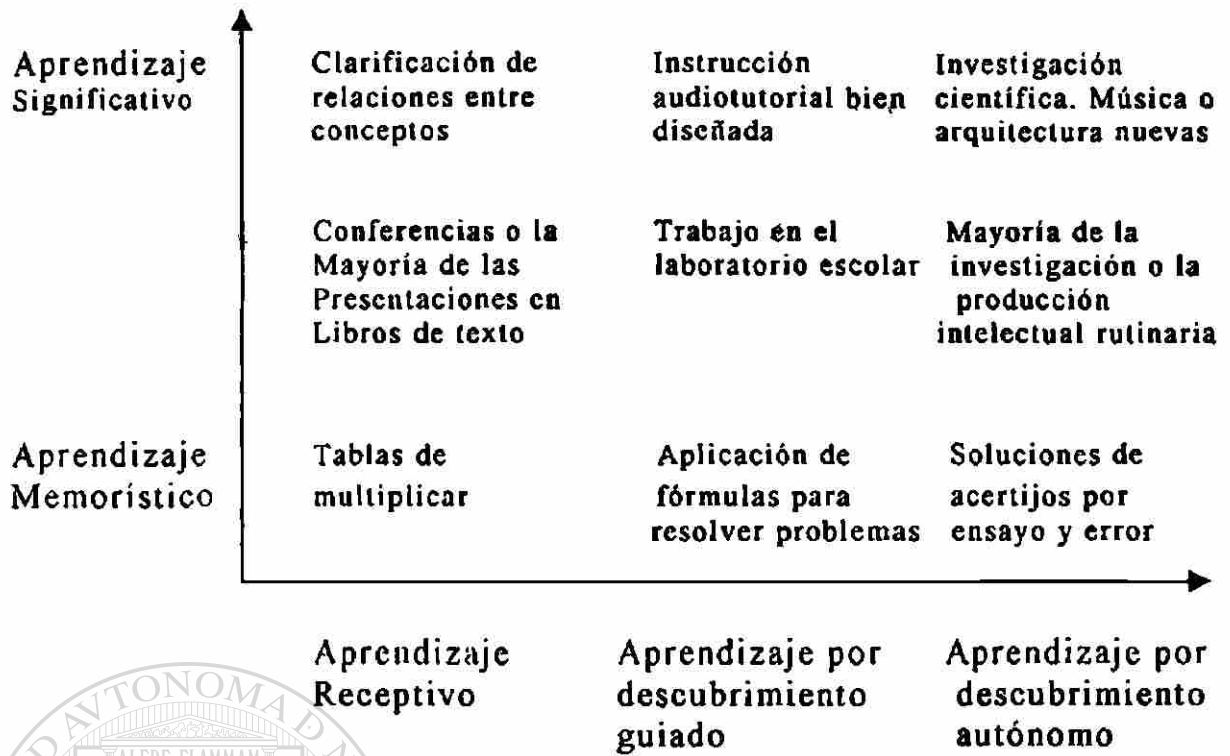 Aprendizaje
Significativo
Clarificación de
relaciones entre
conceptos
Instrucción
audiotutorial bien
diseñada
Investigación
científica. Música o
arquitectura nuevas
Conferencias o la
Mayoría de las
Presentaciones en
Libros de texto
Trabajo en el
laboratorio escolar
Mayoría de la
investigación o la
producción
intelectual rutinaria
Aprendizaje
Memorístico
Tablas de
multiplicar
Aplicación de
fórmulas para
resolver problemas
Soluciones de
acertijos por
ensayo y error
Aprendizaje
Receptivo
Aprendizaje por
descubrimiento
guiado
Aprendizaje por
descubrimiento
autónomo